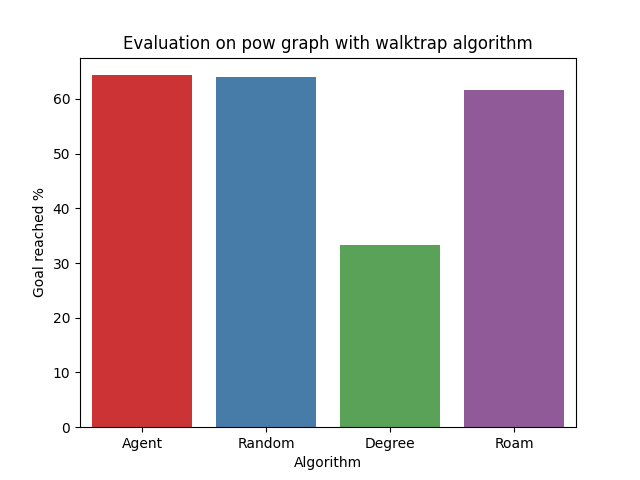 Evaluation on pow graph with walktrap algorithm
Goal reached %
60
50
40
30
20
10
0
Agent Random Degree Roam
Algorithm